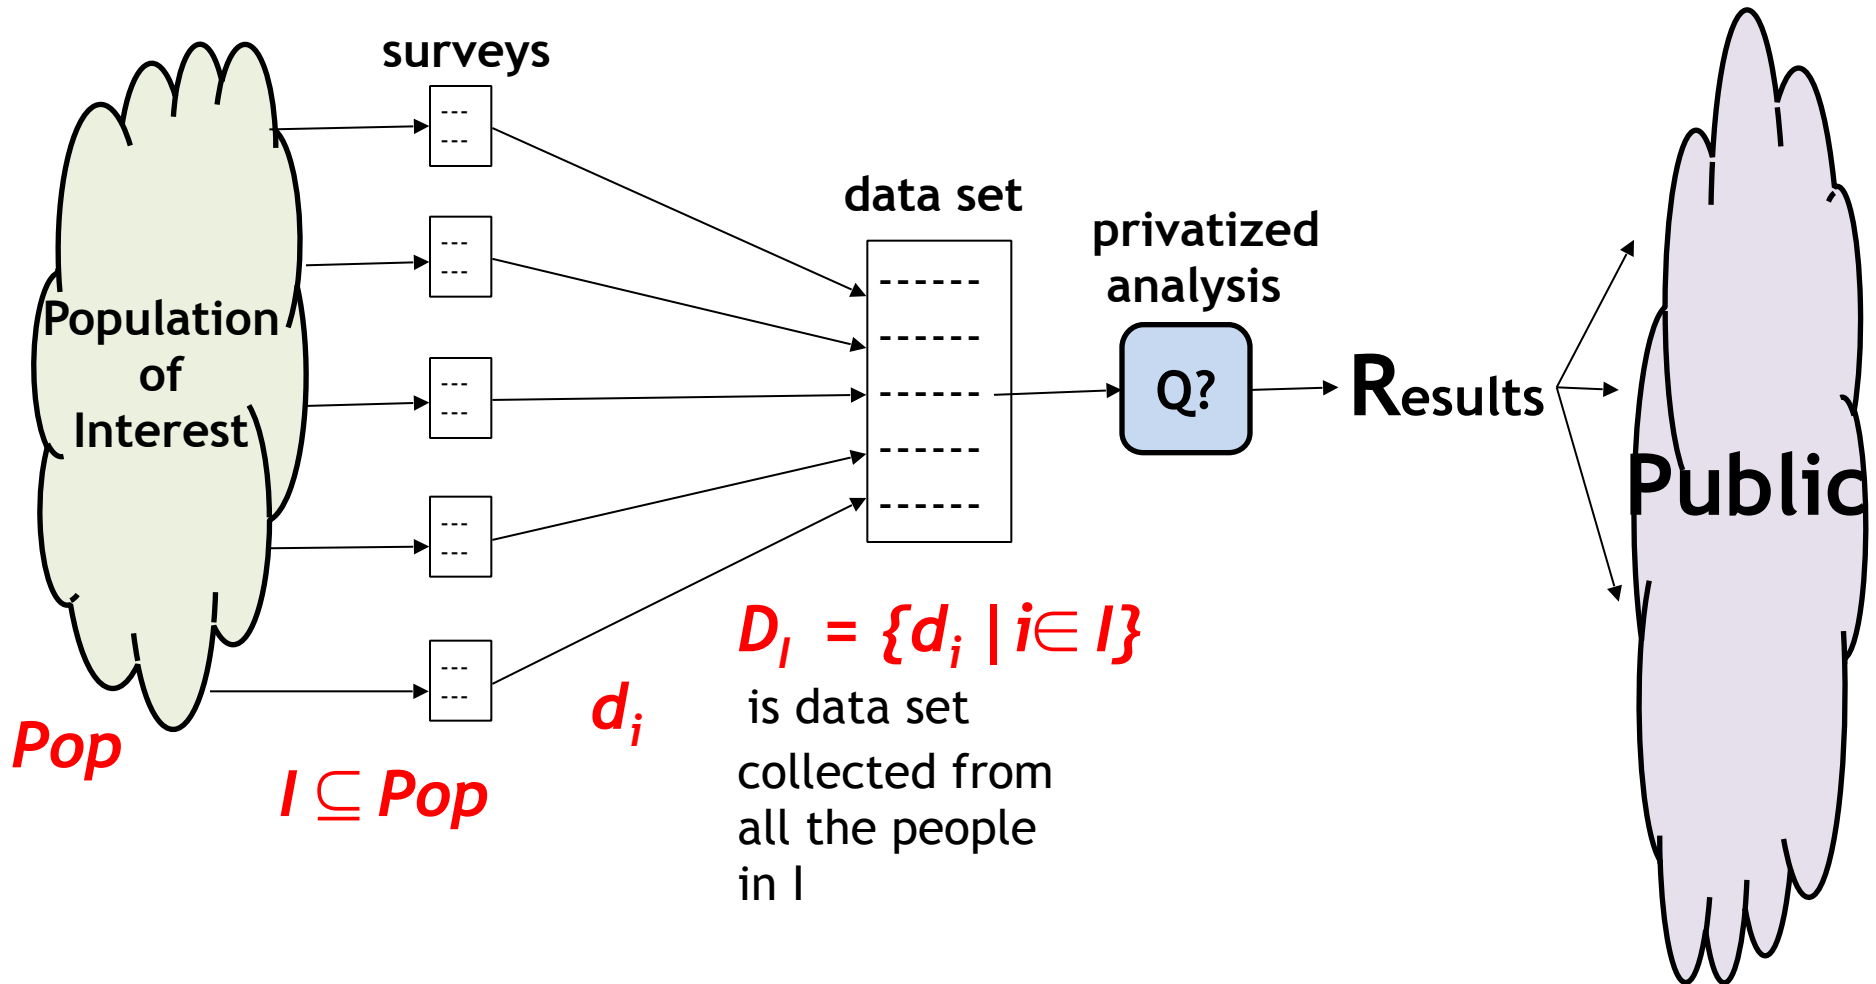 surveys
---
---
---
---
---
---
---
---
---
---
Population
of
Interest
data set
------
------
------
------
------
privatized
analysis
Q?
Results
Public
Pop
I ⊆ Pop
d_i
D_I = {d_i | i∈ I}
is data set
collected from
all the people
in I